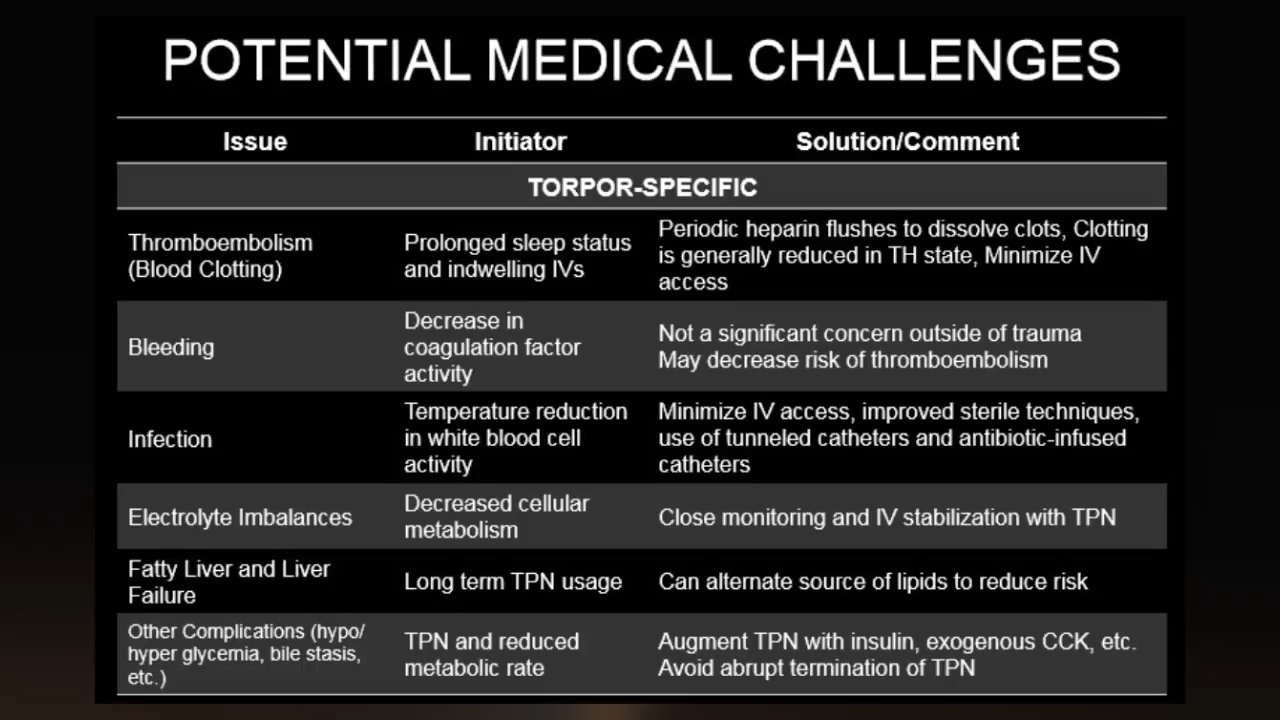 POTENTIAL MEDICAL CHALLENGES
Issue Initiator Solution/Comment
TORPOR-SPECIFIC
Thromboembolism
(Blood Clotting)
Prolonged sleep status
and indwelling IVs
Periodic heparin flushes to dissolve clots, Clotting
is generally reduced in TH state, Minimize IV
access
Bleeding
Decrease in
coagulation factor
activity
Not a significant concern outside of trauma
May decrease risk of thromboembolism
Infection
Temperature reduction
in white blood cell
activity
Minimize IV access, improved sterile techniques,
use of tunneled catheters and antibiotic-infused
catheters
Electrolyte Imbalances
Decreased cellular
metabolism
Close monitoring and IV stabilization with TPN
Fatty Liver and Liver
Failure
Long term TPN usage
Can alternate source of lipids to reduce risk
Other Complications (hypo/
hyper glycemia, bile stasis,
etc.)
TPN and reduced
metabolic rate
Augment TPN with insulin, exogenous CCK, etc.
Avoid abrupt termination of TPN